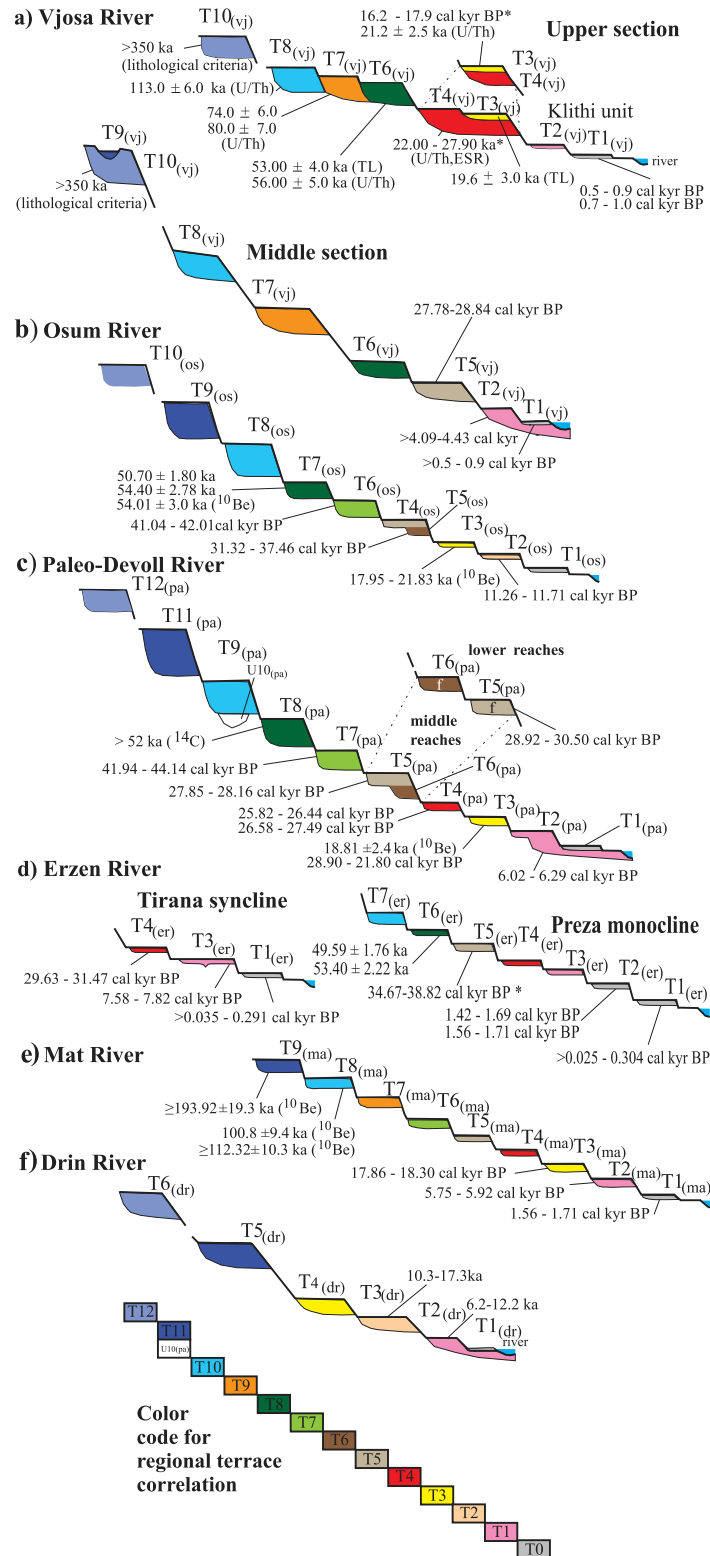 a) Vjosa River
T10(vj)
16.2 - 17.9 cal kyr BP*
21.2 ± 2.5 ka (U/Th)
Upper section
>350 ka
(lithological criteria)
T8(vj)
T7(vj)
T6(vj)
T3(vj)
T4(vj)
113.0 ± 6.0 ka (U/Th)
T4(vj)
T3(vj)
Klithi unit
74.0 ± 6.0
80.0 ± 7.0
(U/Th)
T2(vj)
T1(vj)
river
T9(vj)
T10(vj)
22.00 - 27.90 ka*
(U/Th,ESR)
53.00 ± 4.0 ka (TL)
56.00 ± 5.0 ka (U/Th)
19.6 ± 3.0 ka (TL)
>350 ka
(lithological criteria)
0.5 - 0.9 cal kyr BP
0.7 - 1.0 cal kyr BP
T8(vj)
Middle section
T7(vj)
27.78-28.84 cal kyr BP
b) Osum River
T10(os)
T6(vj)
T5(vj)
T9(os)
T2(vj)
T1(vj)
T8(os)
>4.09-4.43 cal kyr
>0.5 - 0.9 cal kyr BP
T7(os)
50.70 ± 1.80 ka
54.40 ± 2.78 ka
54.01 ± 3.0 ka (10Be)
T6(os)
T5(os)
T4(os)
41.04 - 42.01cal kyr BP
T3(os)
31.32 - 37.46 cal kyr BP
T2(os)
T1(os)
c) Paleo-Devoll River
17.95 - 21.83 ka (10Be)
T12(pa)
11.26 - 11.71 cal kyr BP
T11(pa)
lower reaches
T9(pa)
T6(pa)
f
U10(pa)
T5(pa)
f
T8(pa)
middle
reaches
T7(pa)
> 52 ka (14C)
28.92 - 30.50 cal kyr BP
41.94 - 44.14 cal kyr BP
T5(pa)
T6(pa)
27.85 - 28.16 cal kyr BP
T4(pa)
25.82 - 26.44 cal kyr BP
26.58 - 27.49 cal kyr BP
T3(pa)
T2(pa)
T1(pa)
18.81 ±2.4 ka (10Be)
28.90 - 21.80 cal kyr BP
6.02 - 6.29 cal kyr BP
d) Erzen River
Tirana syncline
T7(er)
T6(er)
Preza monocline
T4(er)
T3(er)
T1(er)
49.59 ± 1.76 ka
53.40 ± 2.22 ka
T5(er)
T4(er)
T3(er)
29.63 - 31.47 cal kyr BP
7.58 - 7.82 cal kyr BP
>0.035 - 0.291 cal kyr BP
34.67-38.82 cal kyr BP *
T2(er)
T1(er)
1.42 - 1.69 cal kyr BP
1.56 - 1.71 cal kyr BP
>0.025 - 0.304 cal kyr BP
e) Mat River
T9(ma)
T8(ma)
T7(ma)
≥193.92±19.3 ka (10Be)
T6(ma)
100.8 ±9.4 ka (10Be)
≥112.32±10.3 ka (10Be)
T5(ma)
T4(ma)
T3(ma)
17.86 - 18.30 cal kyr BP
T2(ma)
T1(ma)
5.75 - 5.92 cal kyr BP
1.56 - 1.71 cal kyr BP
f) Drin River
T6(dr)
T5(dr)
10.3-17.3ka
T4(dr)
T3(dr)
6.2-12.2 ka
T2(dr)
T1(dr)
river
T12
T11
U10(pa)
T10
T9
T8
T7
T6
T5
T4
T3
T2
T1
T0
Color
code for
regional terrace
correlation